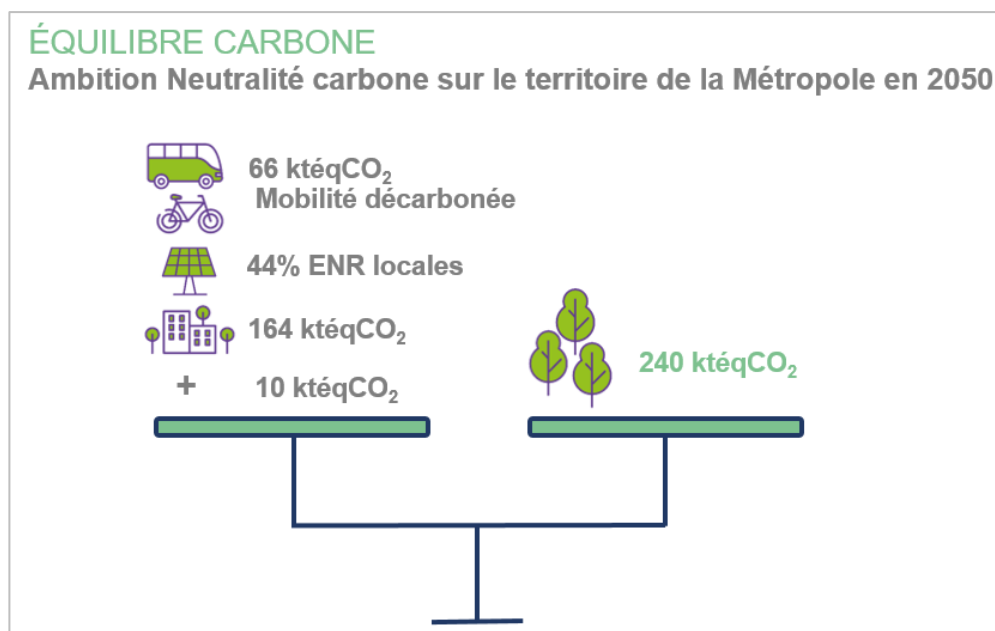 ÉQUILIBRE CARBONE
Ambition Neutralité carbone sur le territoire de la Métropole en 2050
66 ktéqCO₂
Mobilité décarbonée
44% ENR locales
164 ktéqCO₂
+ 10 ktéqCO₂
240 ktéqCO₂